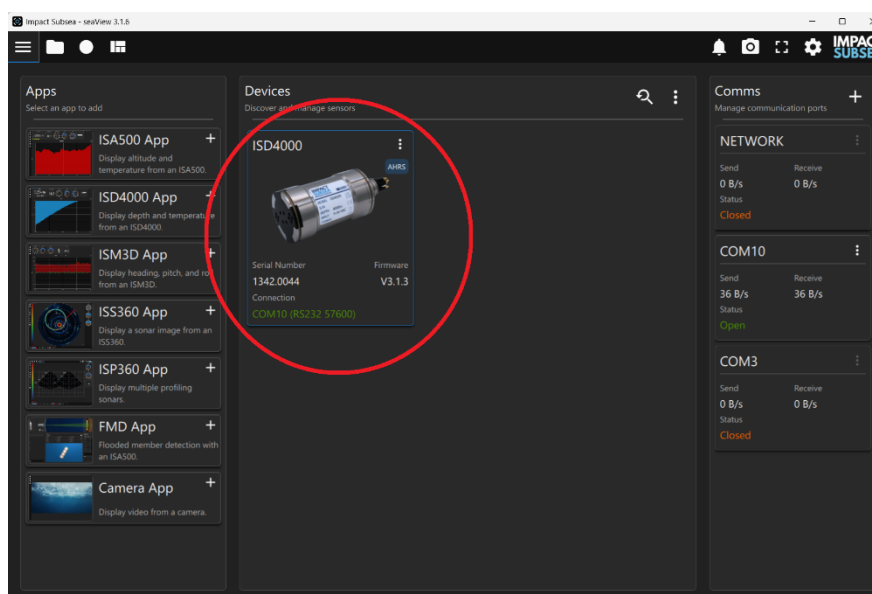 Impact Subsea - seaView 3.1.6
IMPAC
SUBSE
Apps
Select an app to add
ISA500 App
Display altitude and
temperature from an ISA500.
ISD4000 App
Display depth and temperature
from an ISD4000.
ISM3D App
Display heading, pitch, and ro
from an ISM3D.
ISS360 App
Display a sonar image from an
ISS360.
ISP360 App
Display multiple profiling
sonars.
FMD App
Flooded member detection with
an ISA500.
Camera App
Display video from a camera.
Devices
Discover and manage sensors
ISD4000
AHRS
Serial Number
Firmware
1342.0044
V3.1.3
Connection
COM10 (RS232 57600)
Comms
Manage communication ports
NETWORK
Send
Receive
0 B/s
0 B/s
Status
Closed
COM10
Send
Receive
36 B/s
36 B/s
Status
Open
COM3
Send
Receive
0 B/s
0 B/s
Status
Closed